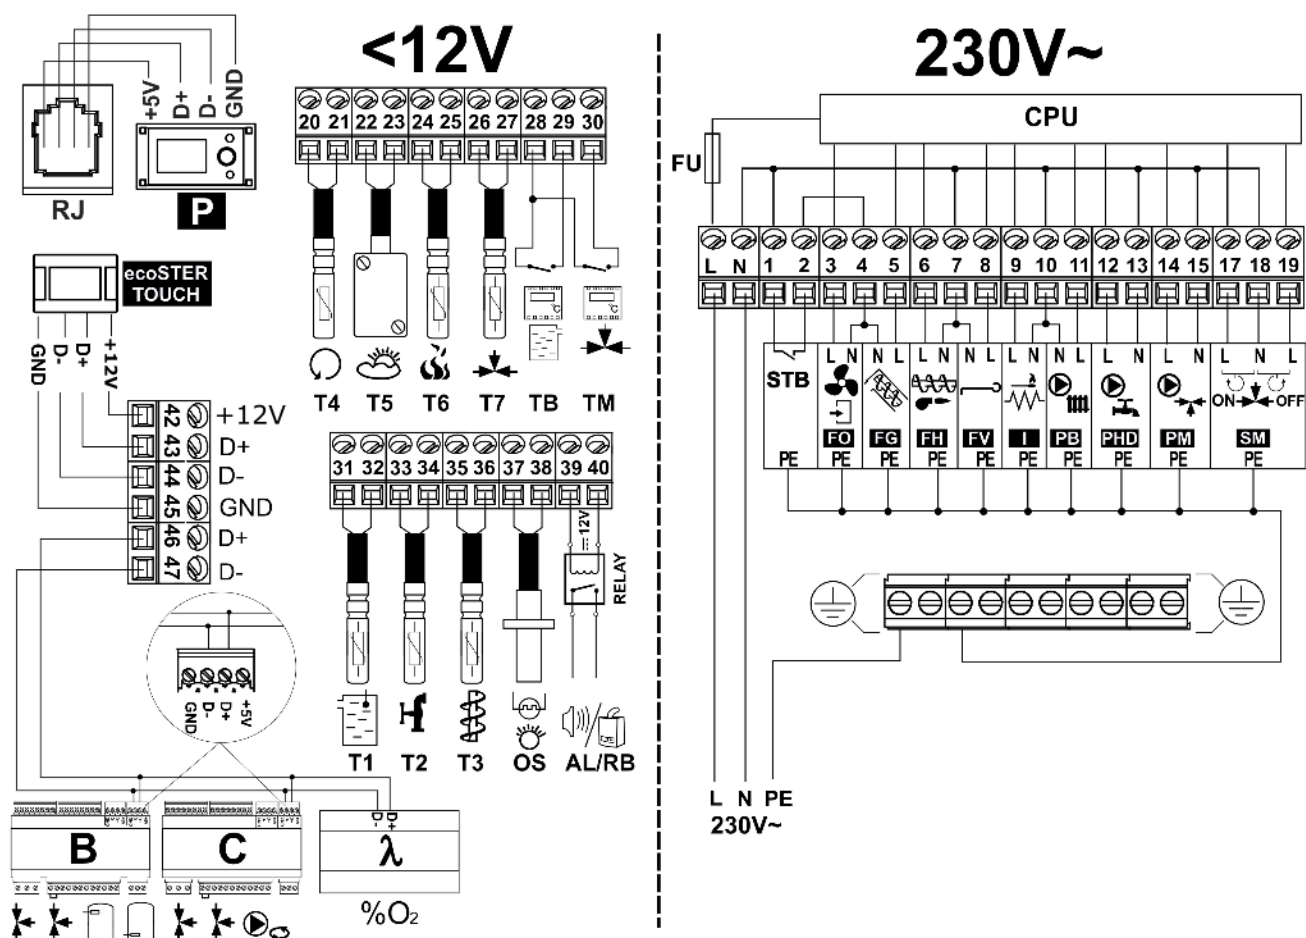 <12V
230V~
+5V
D+
D-
GND
RJ
P
ecoSTER
TOUCH
GND
D-
D+
+12V
42 +12V
43 D+
44 D-
45 GND
46 D+
47 D-
GND
D-
D+
+5V
20 21 22 23 24 25 26 27 28 29 30
°C
°C
T4 T5 T6 T7 TB TM
31 32 33 34 35 36 37 38 39 40
12V
RELAY
T1 T2 T3 OS AL/RB
B
C
D-
D+
λ
%O2
CPU
FU
L N 1 2 3 4 5 6 7 8 9 10 11 12 13 14 15 17 18 19
L N N L L N N L L N N L L N L N L N L
STB
ON OFF
FO FG FH FV I PB PHD PM SM
PE PE PE PE PE PE PE PE PE PE
L N PE
230V~